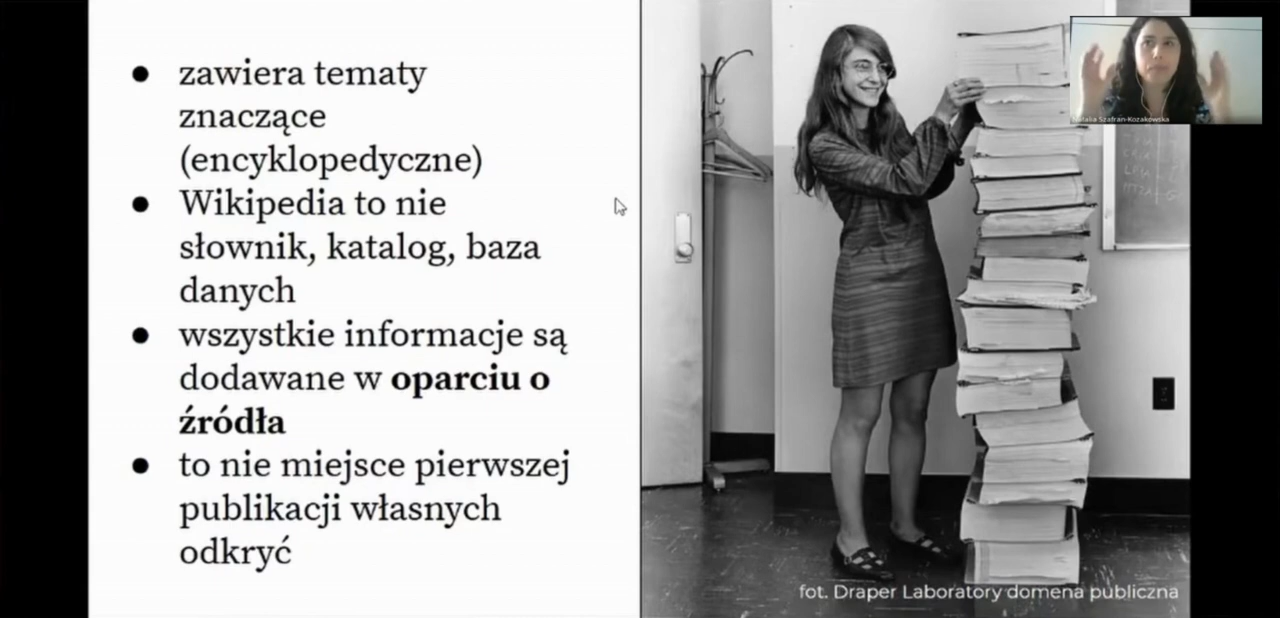 zawiera tematy
znaczące
(encyklopedyczne)
Wikipedia to nie
słownik, katalog, baza
danych
wszystkie informacje są
dodawane w oparciu o
źródła
to nie miejsce pierwszej
publikacji własnych
odkryć
Natalia Szafran-Kozakowska
fot. Draper Laboratory domena publiczna